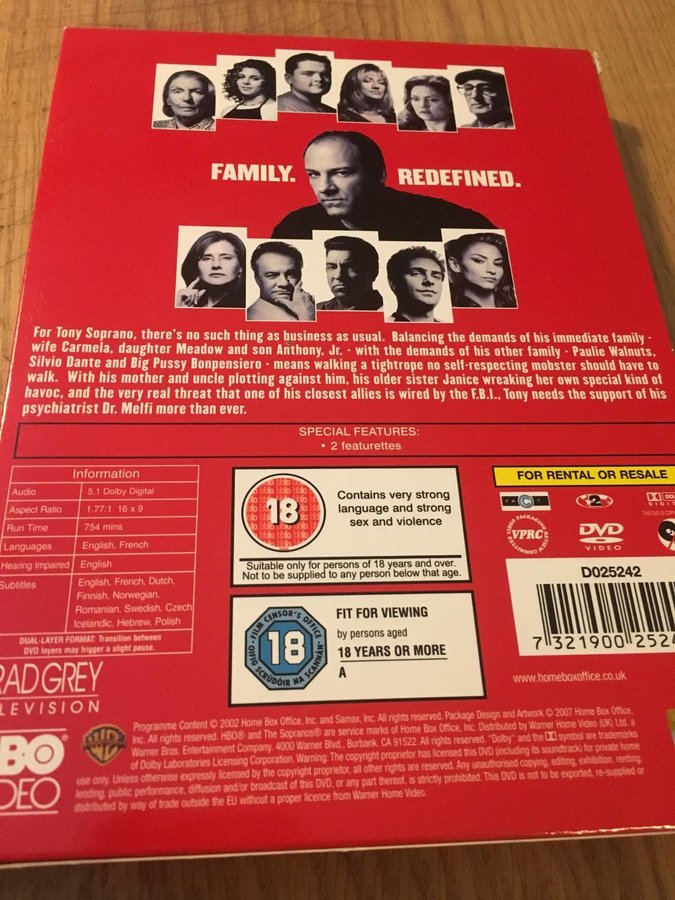 FAMILY. REDEFINED.
For Tony Soprano, there's no such thing as business as usual. Balancing the demands of his immediate family -
wife Carmela, daughter Meadow and son Anthony, Jr. - with the demands of his other family - Paulie Walnuts,
Silvio Dante and Big Pussy Bonpensiero - means walking a tightrope no self-respecting mobster should have to
walk. With his mother and uncle plotting against him, his older sister Janice wreaking her own special kind of
havoc, and the very real threat that one of his closest allies is wired by the F.B.I., Tony needs the support of his
psychiatrist Dr. Melfi more than ever.
SPECIAL FEATURES:
• 2 featurettes
Information
Audio 5.1 Dolby Digital
Aspect Ratio 1.77:1 16 x 9
Run Time 754 mins
Languages English, French
Hearing Impaired English
Subtitles English, French, Dutch,
Finnish, Norwegian,
Romanian, Swedish, Czech
Icelandic, Hebrew, Polish
DUAL-LAYER FORMAT: Transition between
DVD layers may trigger a slight pause.
18
Contains very strong
language and strong
sex and violence
Suitable only for persons of 18 years and over.
Not to be supplied to any person below that age.
FILM CENSOR'S OFFICE
OIFIG SCRÚDÓIR NA SCANNÁN
18
FIT FOR VIEWING
by persons aged
18 YEARS OR MORE
A
FOR RENTAL OR RESALE
FACT
2
VPRC
DVD
VIDEO
D025242
7 321900 2524
www.homeboxoffice.co.uk
RAD GREY
LEVISION
BO
DEO
WB
Programme Content © 2002 Home Box Office, Inc. and Samax, Inc. All rights reserved. Package Design and Artwork © 2007 Home Box Office,
Inc. All rights reserved. HBO® and The Sopranos® are service marks of Home Box Office, Inc. Distributed by Warner Home Video (UK) Ltd. a
Warner Bros. Entertainment Company, 4000 Warner Blvd., Burbank, CA 91522. All rights reserved. "Dolby" and the symbol are trademarks
of Dolby Laboratories Licensing Corporation. Warning: The copyright proprietor has licensed this DVD (including its soundtrack) for private home
use only. Unless otherwise expressly licensed by the copyright proprietor, all other rights are reserved. Any unauthorised copying, editing, exhibition, renting,
lending, public performance, diffusion and/or broadcast of this DVD, or any part thereof, is strictly prohibited. This DVD is not to be exported, re-supplied or
distributed by way of trade outside the EU without a proper licence from Warner Home Video.